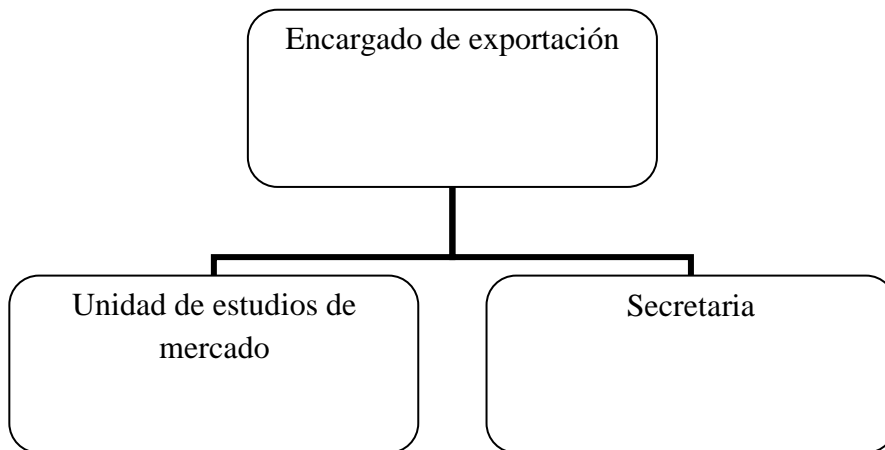 Encargado de exportación
Unidad de estudios de
mercado
Secretaria